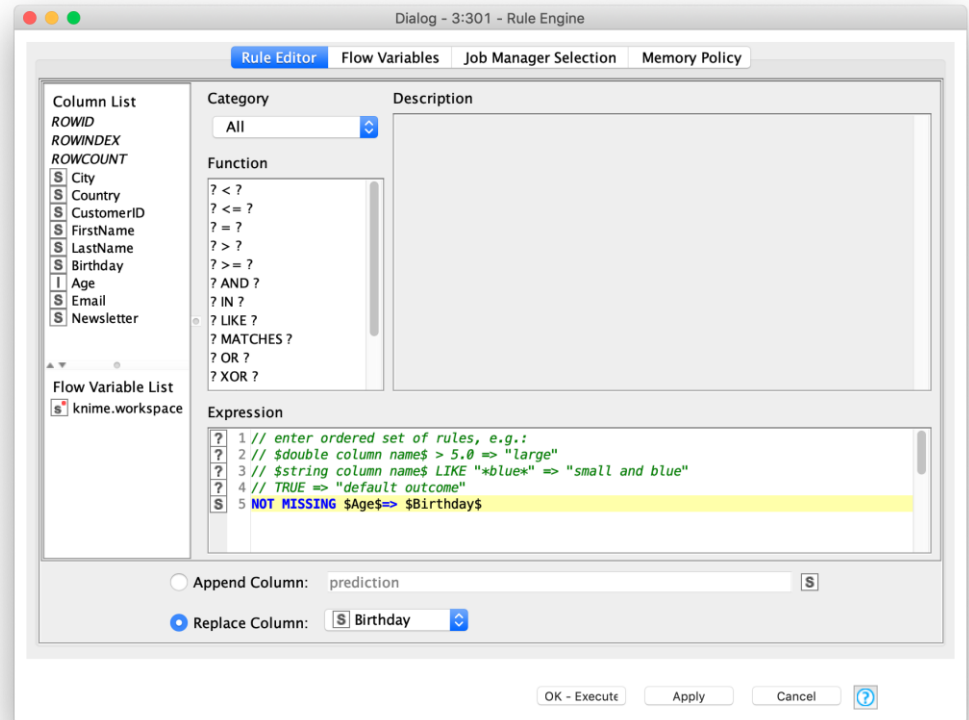 Dialog - 3:301 - Rule Engine
Rule Editor Flow Variables Job Manager Selection Memory Policy
Column List
ROWID
ROWINDEX
ROWCOUNT
S City
S Country
S CustomerID
S FirstName
S LastName
S Birthday
I Age
S Email
S Newsletter
Flow Variable List
s knime.workspace
Category
All
Function
? < ?
? <= ?
? = ?
? > ?
? >= ?
? AND ?
? IN ?
? LIKE ?
? MATCHES ?
? OR ?
? XOR ?
Description
Expression
? 1 // enter ordered set of rules, e.g.:
? 2 // $double column name$ > 5.0 => "large"
? 3 // $string column name$ LIKE "*blue*" => "small and blue"
? 4 // TRUE => "default outcome"
S 5 NOT MISSING $Age$=> $Birthday$
Append Column: prediction S
Replace Column: S Birthday
OK - Execute Apply Cancel ?